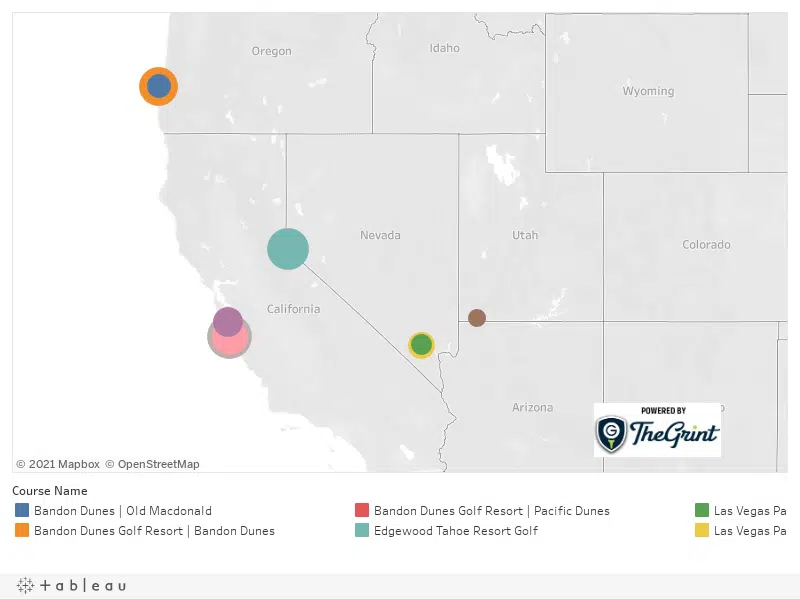 Oregon
Idaho
Wyoming
Nevada
Utah
Colorado
California
Arizona
POWERED BY
TheGrint
© 2021 Mapbox © OpenStreetMap
Course Name
Bandon Dunes | Old Macdonald
Bandon Dunes Golf Resort | Pacific Dunes
Las Vegas Pa
Bandon Dunes Golf Resort | Bandon Dunes
Edgewood Tahoe Resort Golf
Las Vegas Pa
+ableau